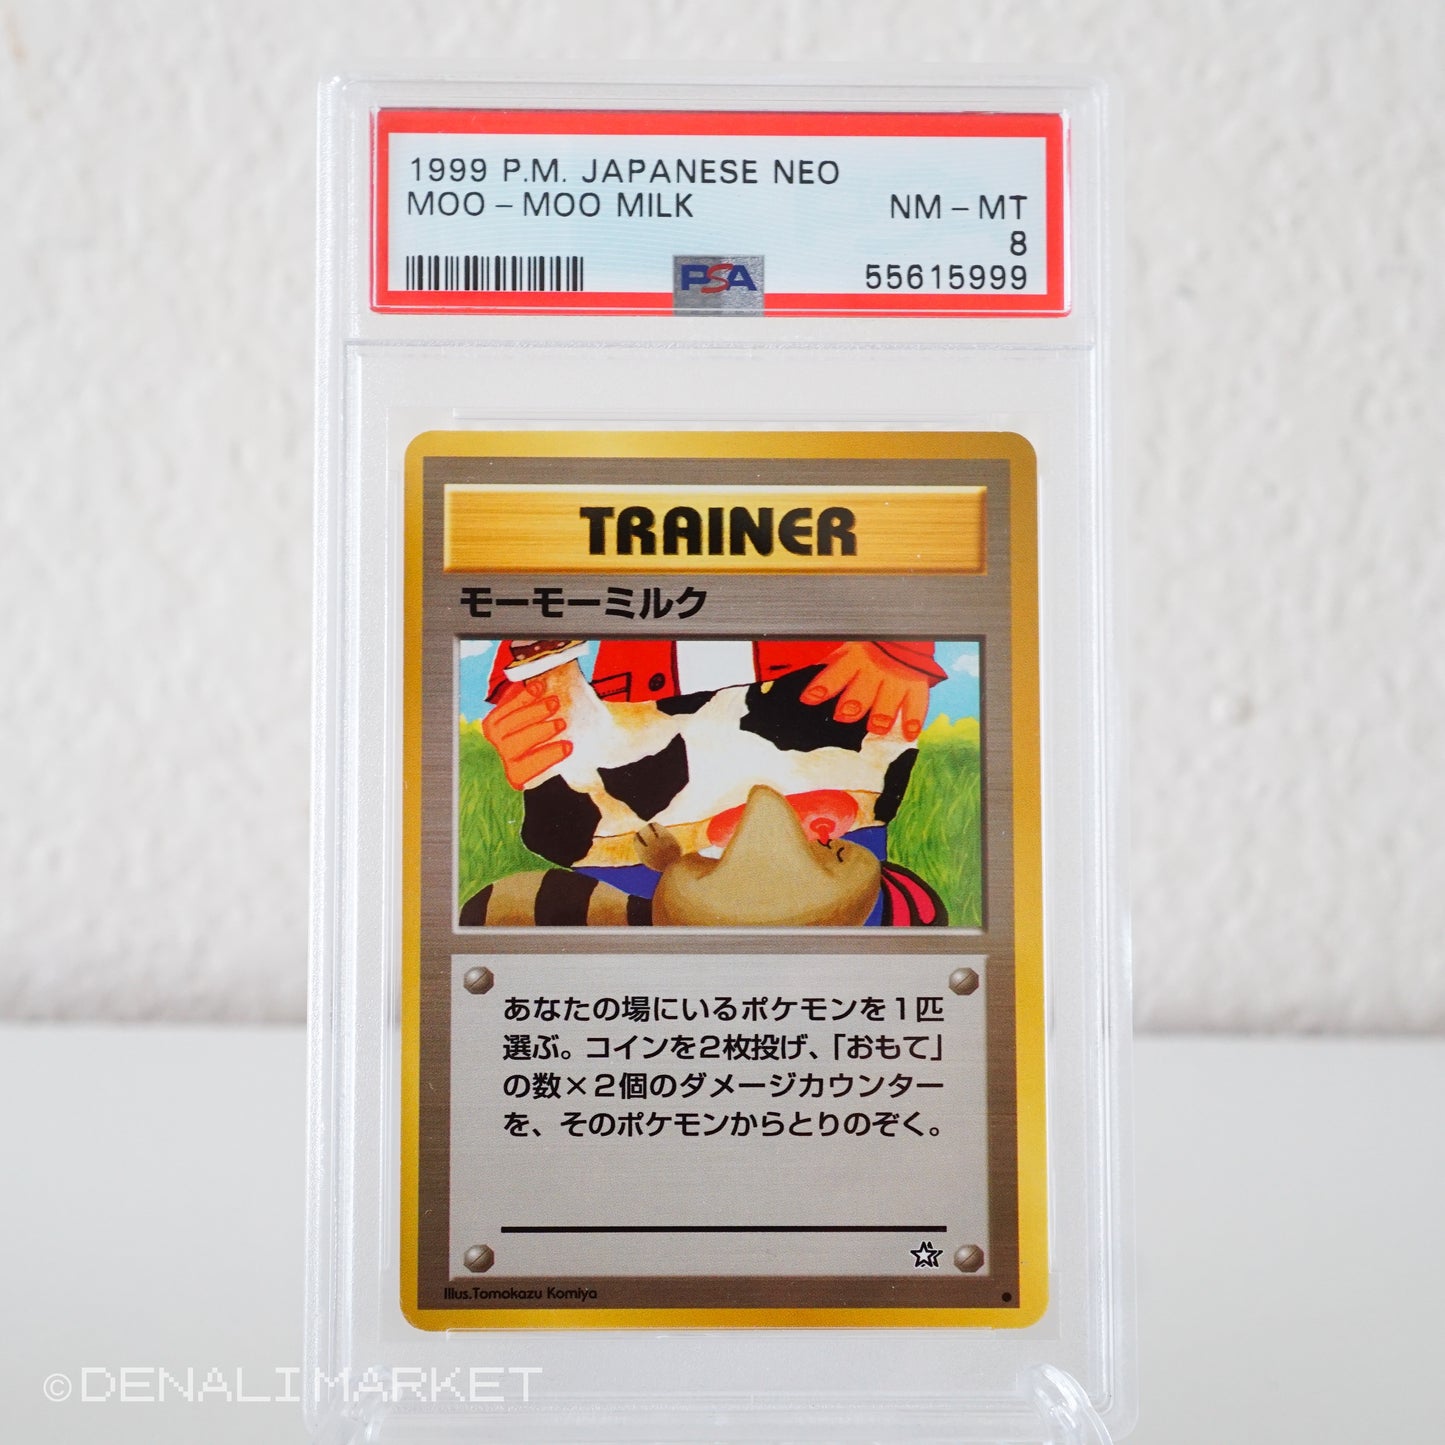 1999 P.M. JAPANESE NEO
MOO-MOO MILK
NM-MT
8
PSA
55615999
TRAINER
モーモーミルク
あなたの場にいるポケモンを1匹
選ぶ。コインを2枚投げ、「おもて」
の数×2個のダメージカウンター
を、そのポケモンからとりのぞく。
Illus.Tomokazu Komiya
©DENALI MARKET